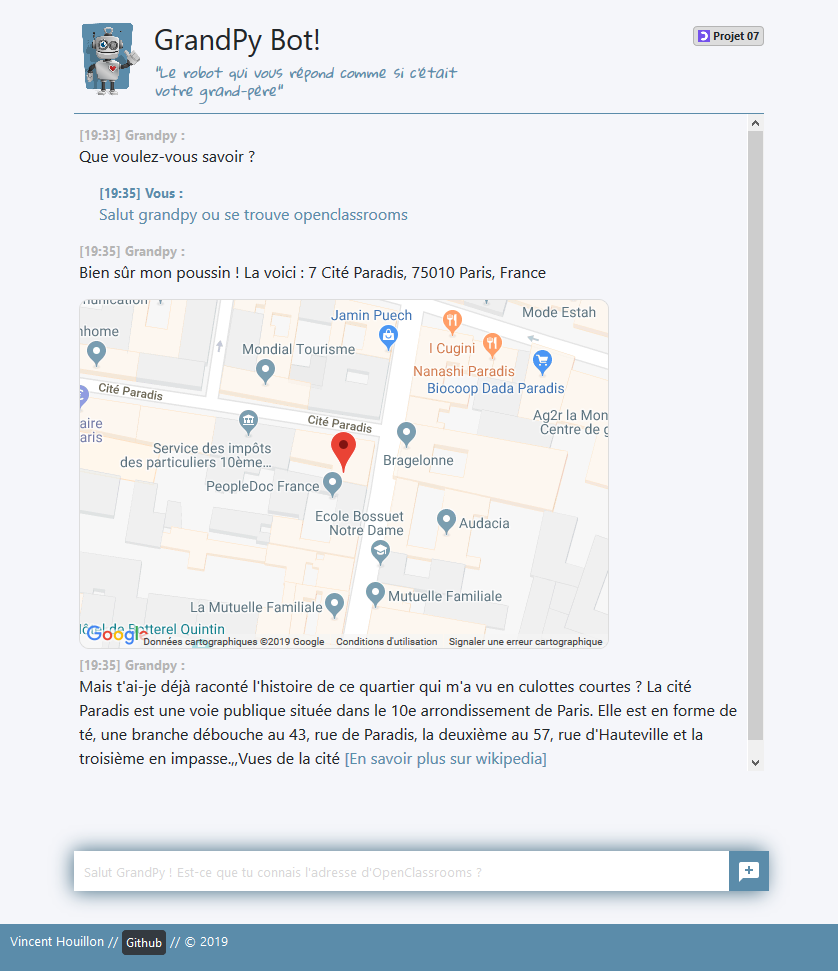 GrandPy Bot!
Projet 07
"Le robot qui vous répond comme si c'était
votre grand-père"
[19:33] Grandpy :
Que voulez-vous savoir ?
[19:35] Vous :
Salut grandpy ou se trouve openclassrooms
[19:35] Grandpy :
Bien sûr mon poussin ! La voici : 7 Cité Paradis, 75010 Paris, France
Mode Estah
Jamin Puech
I Cugini
Mondial Tourisme
Nanashi Paradis
Biocoop Dada Paradis
Cité Paradis
Ag2r la Mon
Centre de g
Cité Paradis
Service des impôts
des particuliers 10ème...
Bragelonne
PeopleDoc France
Ecole Bossuet
Notre Dame
Audacia
Mutuelle Familiale
La Mutuelle Familiale
de Botterel Quintin
Google
Données cartographiques ©2019 Google Conditions d'utilisation Signaler une erreur cartographique
[19:35] Grandpy :
Mais t'ai-je déjà raconté l'histoire de ce quartier qui m'a vu en culottes courtes ? La cité
Paradis est une voie publique située dans le 10e arrondissement de Paris. Elle est en forme de
té, une branche débouche au 43, rue de Paradis, la deuxième au 57, rue d'Hauteville et la
troisième en impasse.,,Vues de la cité [En savoir plus sur wikipedia]
Salut GrandPy ! Est-ce que tu connais l'adresse d'OpenClassrooms ?
Vincent Houillon // Github // © 2019